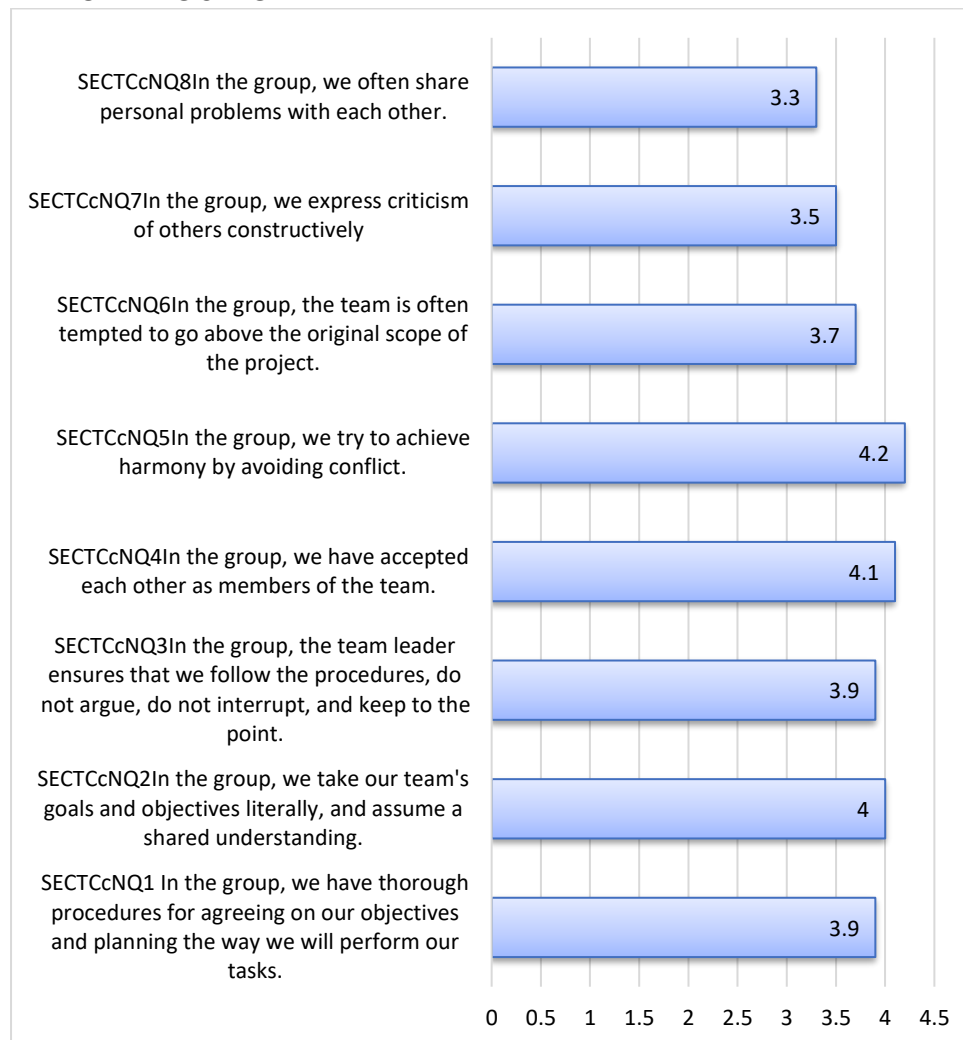 SECTCcNQ8In the group, we often share
personal problems with each other.
3.3
SECTCcNQ7In the group, we express criticism
of others constructively
3.5
SECTCcNQ6In the group, the team is often
tempted to go above the original scope of
the project.
3.7
SECTCcNQ5In the group, we try to achieve
harmony by avoiding conflict.
4.2
SECTCcNQ4In the group, we have accepted
each other as members of the team.
4.1
SECTCcNQ3In the group, the team leader
ensures that we follow the procedures, do
not argue, do not interrupt, and keep to the
point.
3.9
SECTCcNQ2In the group, we take our team's
goals and objectives literally, and assume a
shared understanding.
4
SECTCcNQ1 In the group, we have thorough
procedures for agreeing on our objectives
and planning the way we will perform our
tasks.
3.9
0 0.5 1 1.5 2 2.5 3 3.5 4 4.5